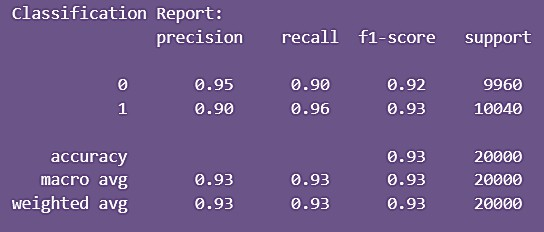 Classification Report:
precision recall f1-score support
0 0.95 0.90 0.92 9960
1 0.90 0.96 0.93 10040
accuracy 0.93 20000
macro avg 0.93 0.93 0.93 20000
weighted avg 0.93 0.93 0.93 20000